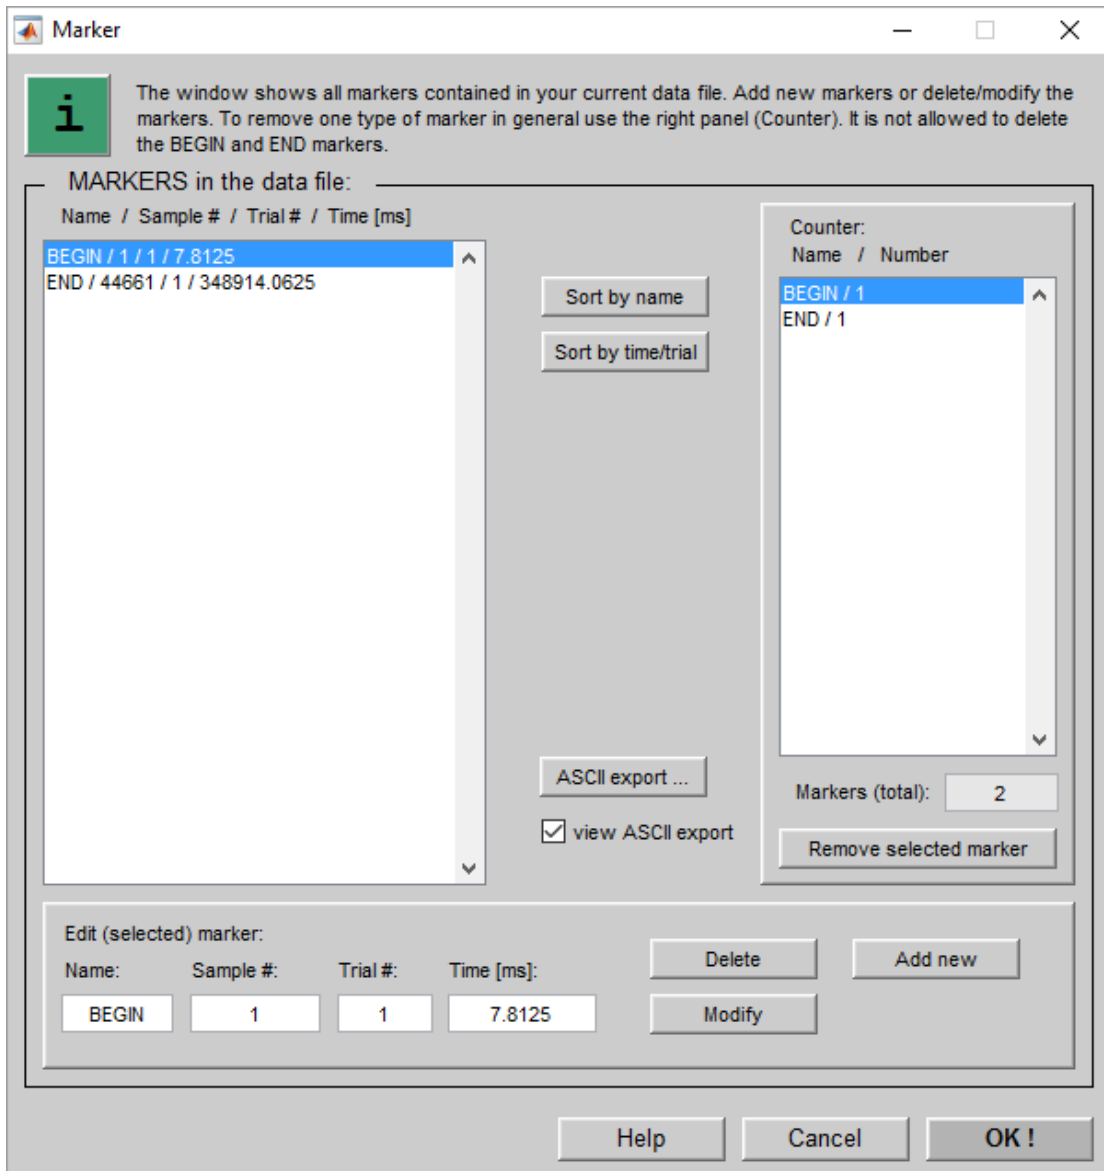 Marker
i
The window shows all markers contained in your current data file. Add new markers or delete/modify the
markers. To remove one type of marker in general use the right panel (Counter). It is not allowed to delete
the BEGIN and END markers.
MARKERS in the data file:
Name / Sample # / Trial # / Time [ms]
BEGIN / 1 / 1 / 7.8125
END / 44661 / 1 / 348914.0625
Sort by name
Sort by time/trial
ASCII export ...
view ASCII export
Counter:
Name / Number
BEGIN / 1
END / 1
Markers (total): 2
Remove selected marker
Edit (selected) marker:
Name: Sample #: Trial #: Time [ms]:
BEGIN 1 1 7.8125
Delete Add new
Modify
Help Cancel OK !